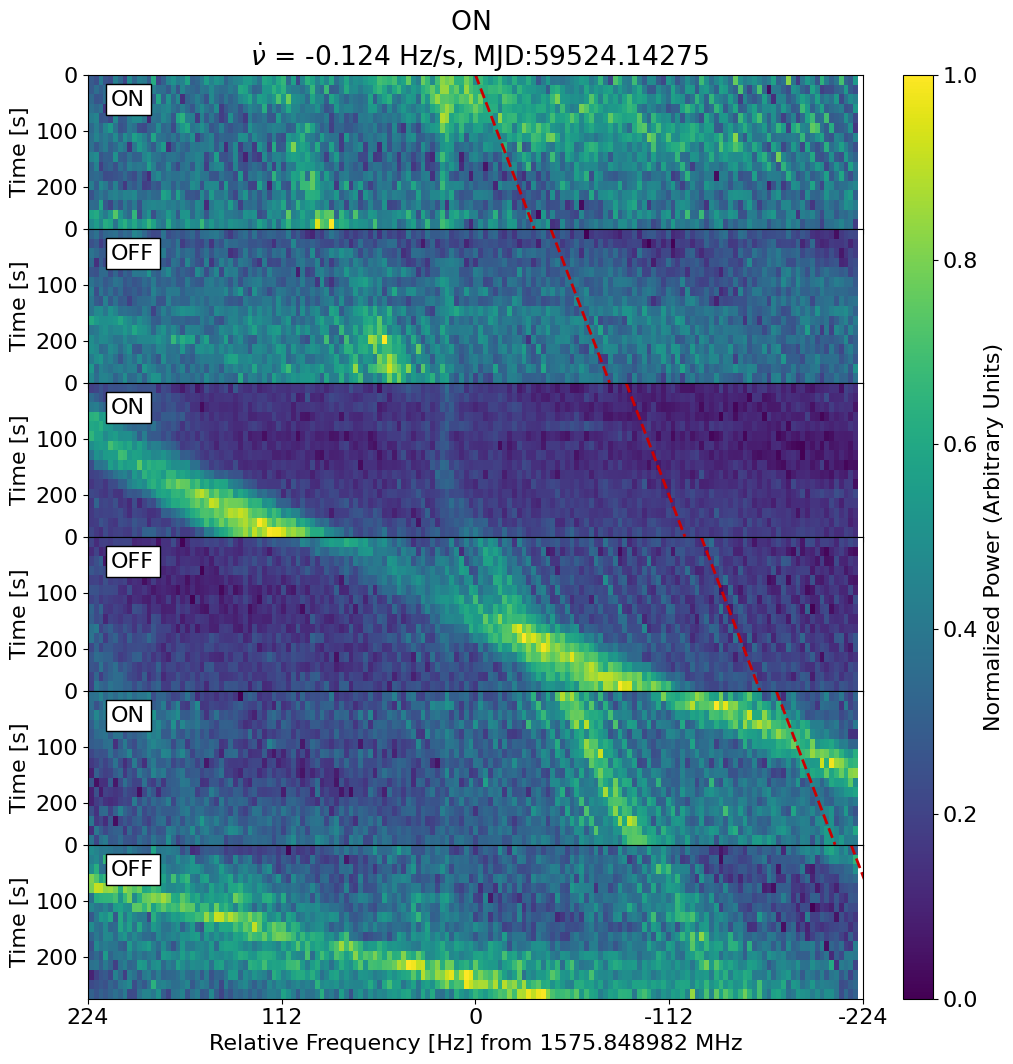 ON
ν̇ = -0.124 Hz/s, MJD:59524.14275
0
100
200
Time [s]
ON
0
100
200
Time [s]
OFF
0
100
200
Time [s]
ON
0
100
200
Time [s]
OFF
0
100
200
Time [s]
ON
0
100
200
Time [s]
OFF
224
112
0
-112
-224
Relative Frequency [Hz] from 1575.848982 MHz
1.0
0.8
0.6
0.4
0.2
0.0
Normalized Power (Arbitrary Units)